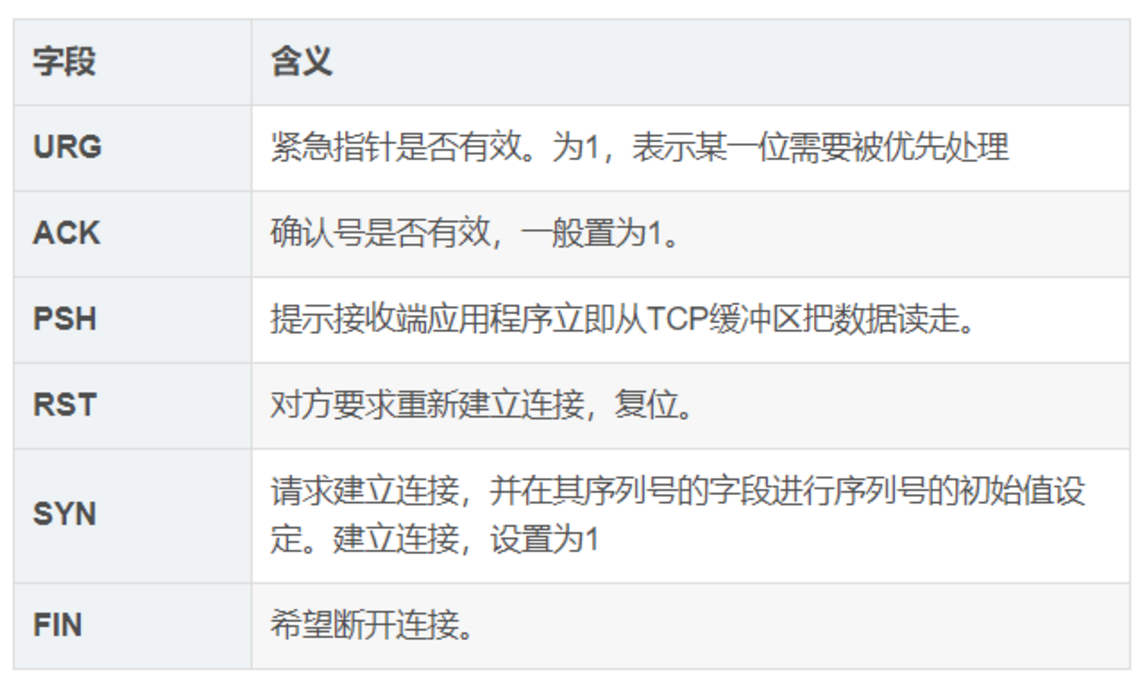 字段 含义
URG 紧急指针是否有效。为1，表示某一位需要被优先处理
ACK 确认号是否有效，一般置为1。
PSH 提示接收端应用程序立即从TCP缓冲区把数据读走。
RST 对方要求重新建立连接，复位。
SYN 请求建立连接，并在其序列号的字段进行序列号的初始值设
定。建立连接，设置为1
FIN 希望断开连接。